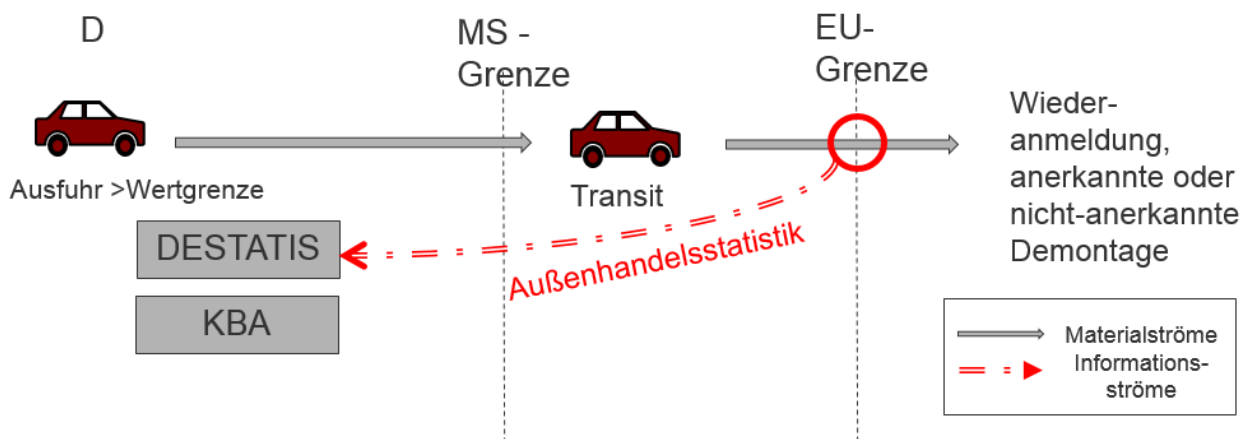 D
MS -
Grenze
EU-
Grenze
Wieder-
anmeldung,
anerkannte oder
nicht-anerkannte
Demontage
Ausfuhr >Wertgrenze
Transit
DESTATIS
Außenhandelsstatistik
KBA
Materialströme
Informations-
ströme